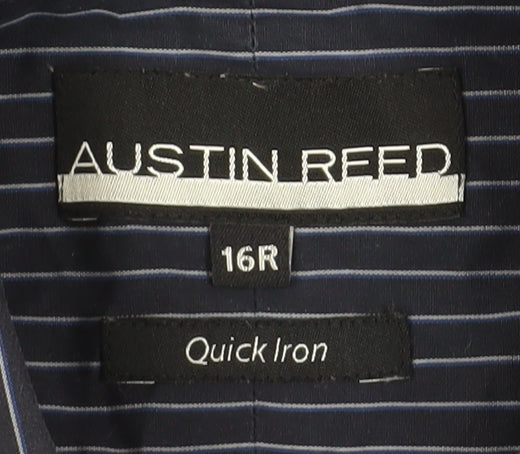 AUSTIN REED
16R
Quick Iron